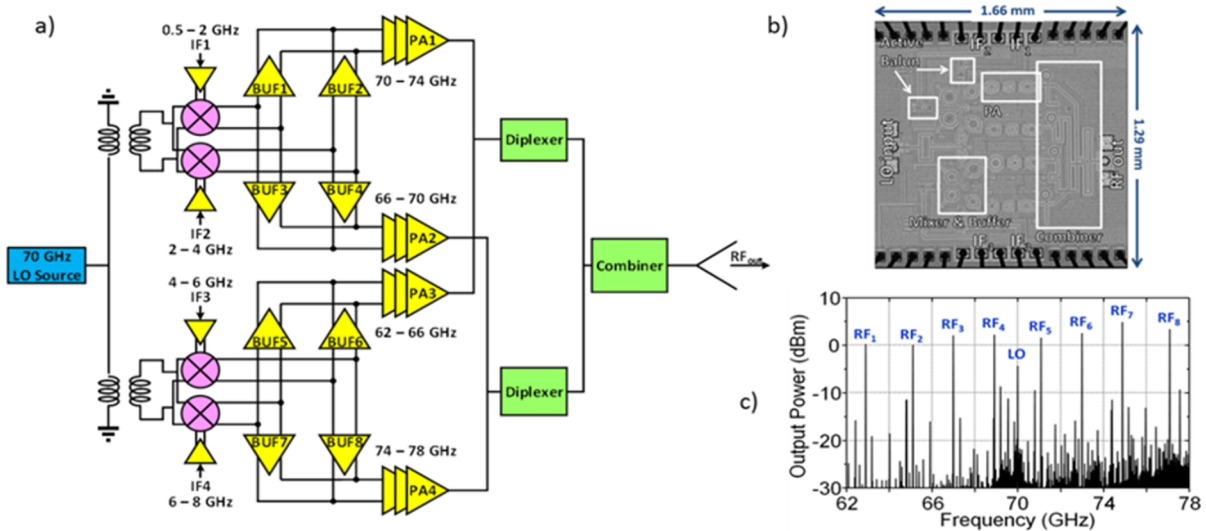 a)
0.5 – 2 GHz
IF1
BUF1
BUF2
PA1
70 – 74 GHz
Diplexer
BUF3
BUF4
66 – 70 GHz
PA2
IF2
2 – 4 GHz
70 GHz
LO Source
4 – 6 GHz
IF3
BUF5
BUF6
PA3
62 – 66 GHz
Combiner
RFout
Diplexer
BUF7
BUF8
74 – 78 GHz
PA4
IF4
6 – 8 GHz
b)
1.66 mm
1.29 mm
Active
Balun
IF2
IF1
PA
LO input
RF out
Mixer & Buffer
Combiner
c)
Output Power (dBm)
10
0
-10
-20
-30
RF1
RF2
RF3
RF4
LO
RF5
RF6
RF7
RF8
62
66
70
74
78
Frequency (GHz)